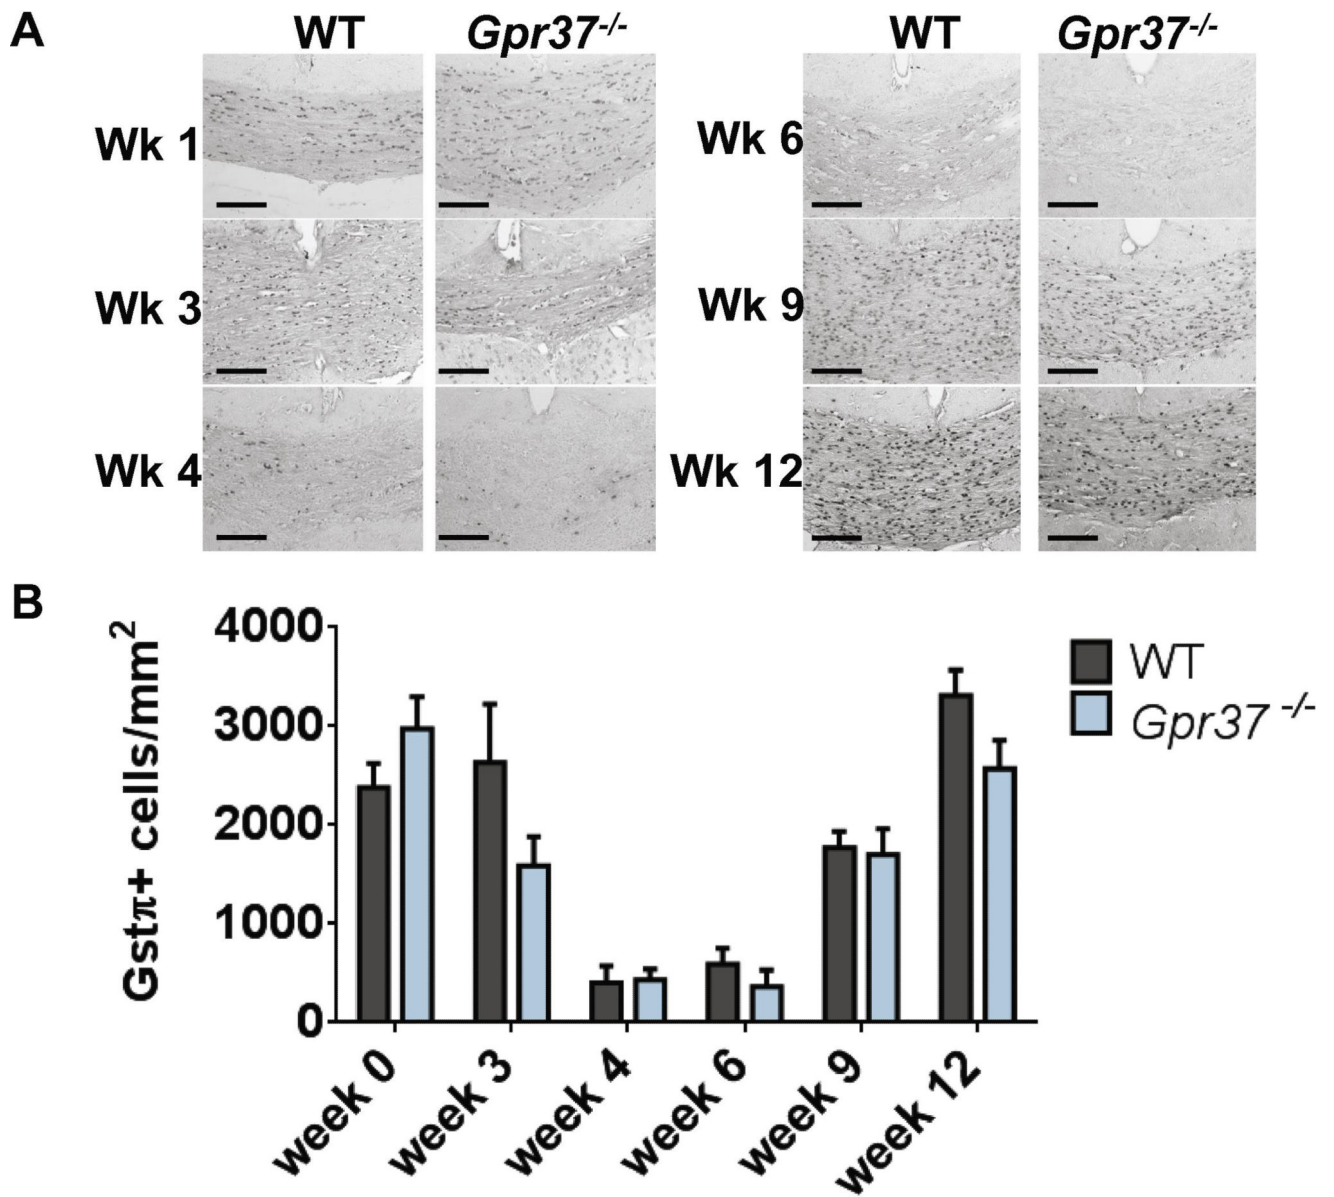 A
WT Gpr37-/- WT Gpr37-/-
Wk 1 Wk 6
Wk 3 Wk 9
Wk 4 Wk 12
B
Gstπ+ cells/mm2
4000
3000
2000
1000
0
week 0 week 3 week 4 week 6 week 9 week 12
WT
Gpr37 -/-